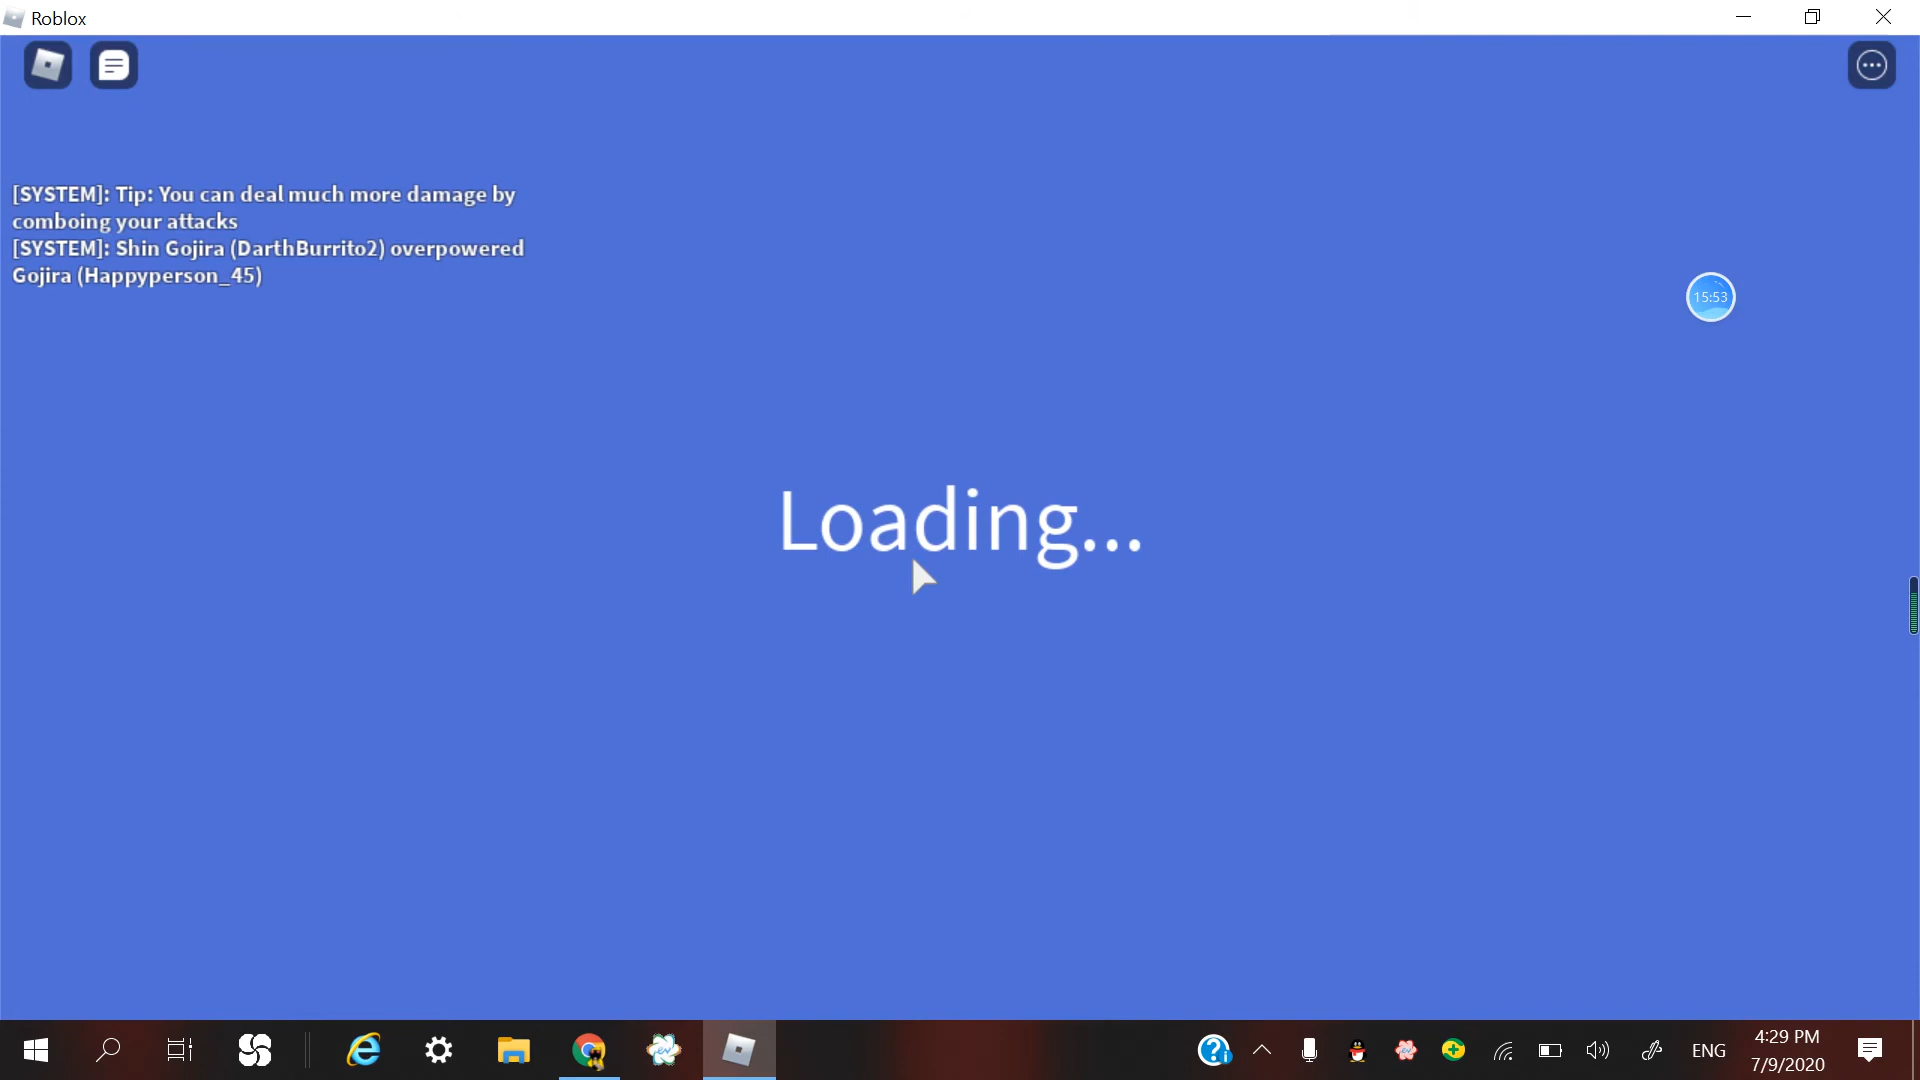 Roblox
[SYSTEM]: Tip: You can deal much more damage by
comboing your attacks
[SYSTEM]: Shin Gojira (DarthBurrito2) overpowered
Gojira (Happyperson_45)
15:53
Loading...
ev
ENG
4:29 PM
7/9/2020